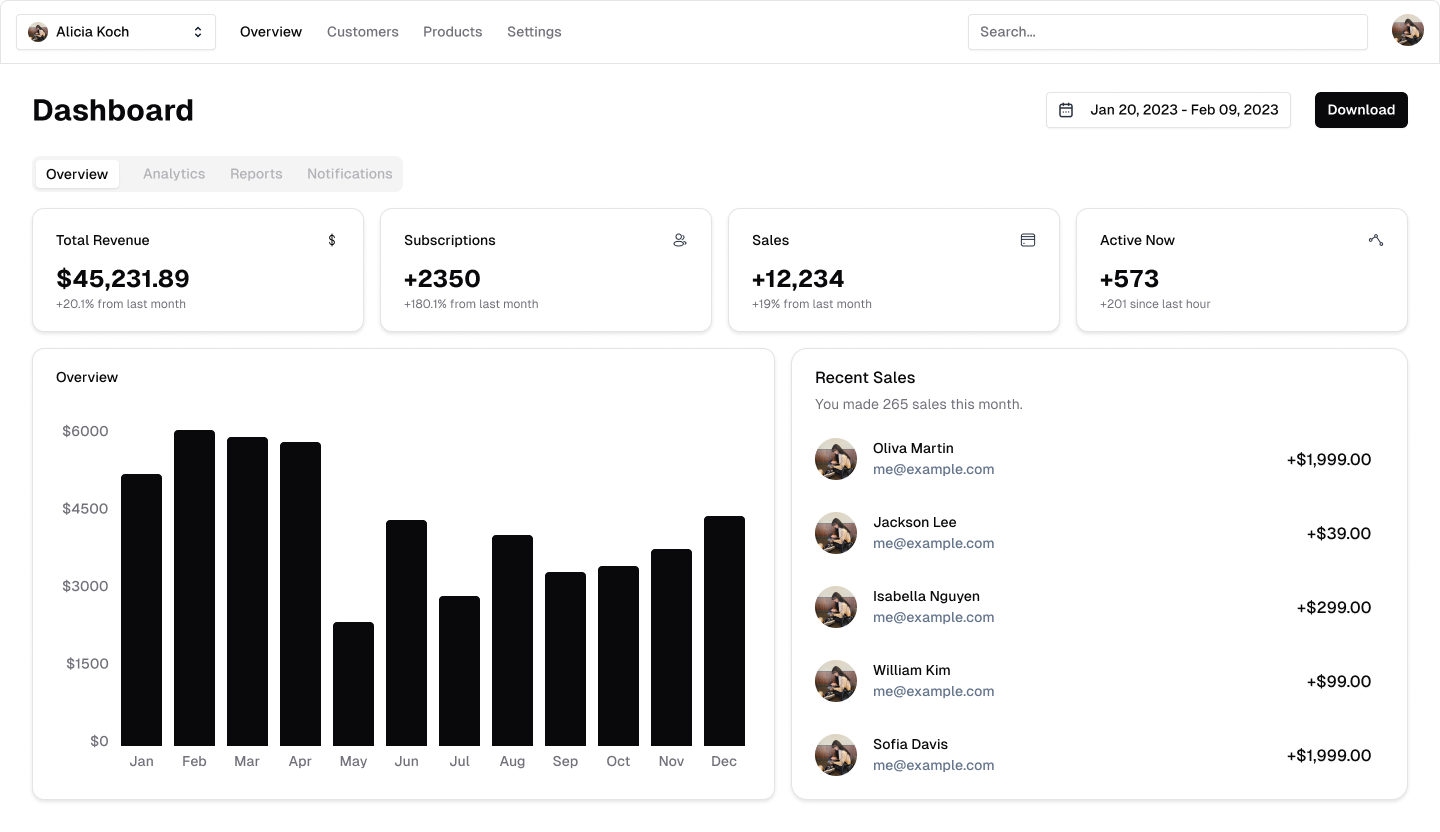 Alicia Koch
Overview Customers Products Settings
Search...
Dashboard
Jan 20, 2023 - Feb 09, 2023
Download
Overview Analytics Reports Notifications
Total Revenue
$
$45,231.89
+20.1% from last month
Subscriptions
+2350
+180.1% from last month
Sales
+12,234
+19% from last month
Active Now
+573
+201 since last hour
Overview
$6000
$4500
$3000
$1500
$0
Jan Feb Mar Apr May Jun Jul Aug Sep Oct Nov Dec
Recent Sales
You made 265 sales this month.
Oliva Martin
me@example.com
+$1,999.00
Jackson Lee
me@example.com
+$39.00
Isabella Nguyen
me@example.com
+$299.00
William Kim
me@example.com
+$99.00
Sofia Davis
me@example.com
+$1,999.00